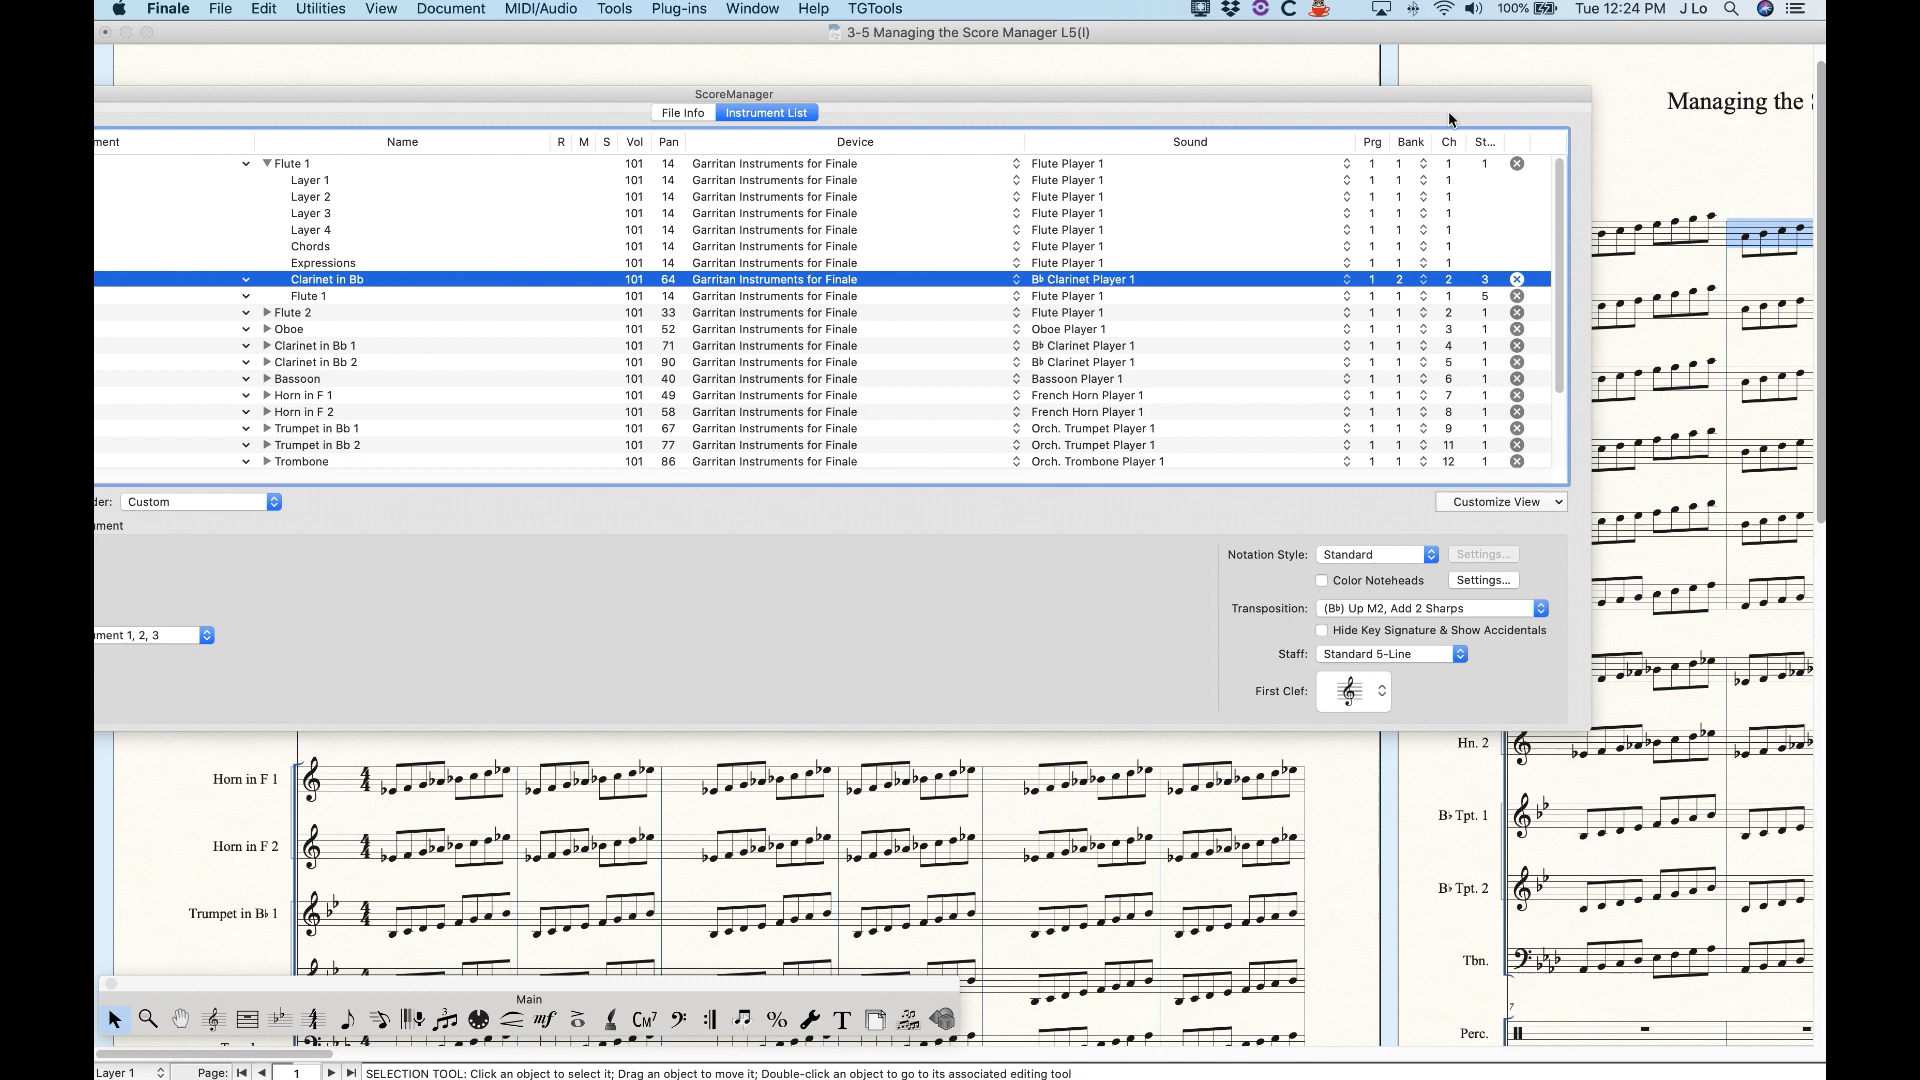 Finale File Edit Utilities View Document MIDI/Audio Tools Plug-ins Window Help TGTools 100% Tue 12:24 PM J Lo
3-5 Managing the Score Manager L5(I)
Managing the
ScoreManager
File Info Instrument List
ment Name R M S Vol Pan Device Sound Prg Bank Ch St...
Flute 1 101 14 Garritan Instruments for Finale Flute Player 1 1 1 1 1
Layer 1 101 14 Garritan Instruments for Finale Flute Player 1 1 1 1
Layer 2 101 14 Garritan Instruments for Finale Flute Player 1 1 1 1
Layer 3 101 14 Garritan Instruments for Finale Flute Player 1 1 1 1
Layer 4 101 14 Garritan Instruments for Finale Flute Player 1 1 1 1
Chords 101 14 Garritan Instruments for Finale Flute Player 1 1 1 1
Expressions 101 14 Garritan Instruments for Finale Flute Player 1 1 1 1
Clarinet in Bb 101 64 Garritan Instruments for Finale B♭ Clarinet Player 1 1 2 2 3
Flute 1 101 14 Garritan Instruments for Finale Flute Player 1 1 1 1 5
Flute 2 101 33 Garritan Instruments for Finale Flute Player 1 1 1 2 1
Oboe 101 52 Garritan Instruments for Finale Oboe Player 1 1 1 3 1
Clarinet in Bb 1 101 71 Garritan Instruments for Finale B♭ Clarinet Player 1 1 1 4 1
Clarinet in Bb 2 101 90 Garritan Instruments for Finale B♭ Clarinet Player 1 1 1 5 1
Bassoon 101 40 Garritan Instruments for Finale Bassoon Player 1 1 1 6 1
Horn in F 1 101 49 Garritan Instruments for Finale French Horn Player 1 1 1 7 1
Horn in F 2 101 58 Garritan Instruments for Finale French Horn Player 1 1 1 8 1
Trumpet in Bb 1 101 67 Garritan Instruments for Finale Orch. Trumpet Player 1 1 1 9 1
Trumpet in Bb 2 101 77 Garritan Instruments for Finale Orch. Trumpet Player 1 1 1 11 1
Trombone 101 86 Garritan Instruments for Finale Orch. Trombone Player 1 1 1 12 1
der: Custom Customize View
ument
Notation Style: Standard Settings...
Color Noteheads Settings...
Transposition: (B♭) Up M2, Add 2 Sharps
Hide Key Signature & Show Accidentals
ument 1, 2, 3
Staff: Standard 5-Line
First Clef:
Hn. 2
Horn in F 1
B♭ Tpt. 1
Horn in F 2
B♭ Tpt. 2
Trumpet in B♭ 1
Tbn.
Main
CM7
mf
7
Perc.
Layer 1 Page: 1 SELECTION TOOL: Click an object to select it; Drag an object to move it; Double-click an object to go to its associated editing tool